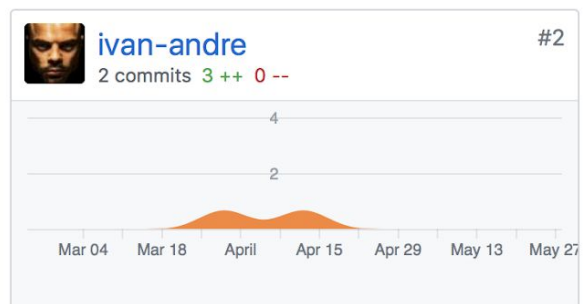 ivan-andre
#2
2 commits 3 ++ 0 --
4
2
Mar 04 Mar 18 April Apr 15 Apr 29 May 13 May 27